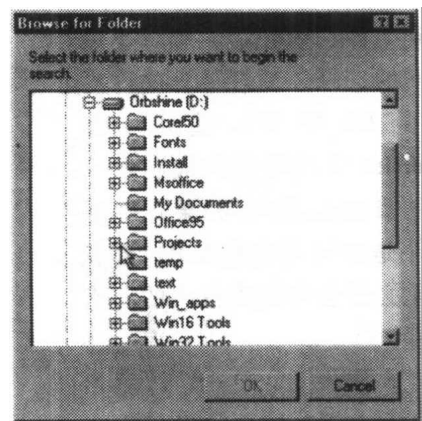 Browse for Folder
Select the folder where you want to begin the
search.
Orbshine (D:)
Corel50
Fonts
Install
Msoffice
My Documents
Office95
Projects
temp
text
Win_apps
Win16 Tools
Win32 Tools
OK
Cancel